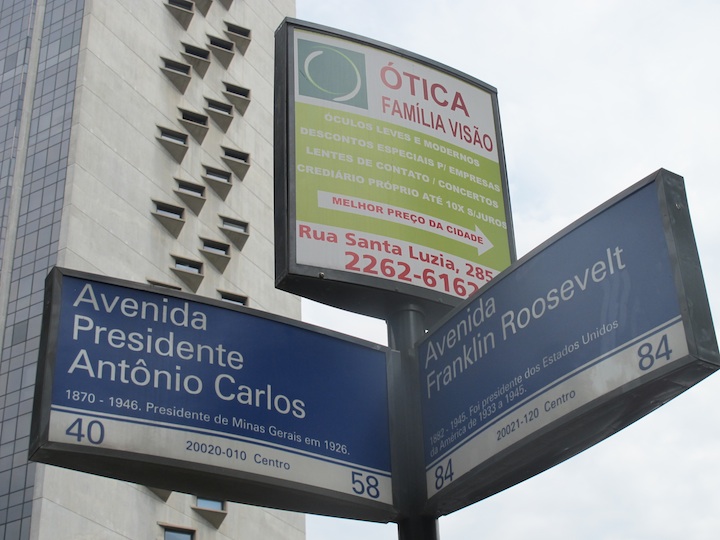 ÓTICA
FAMÍLIA VISÃO
ÓCULOS LEVES E MODERNOS
DESCONTOS ESPECIAIS P/ EMPRESAS
LENTES DE CONTATO / CONCERTOS
CREDIÁRIO PRÓPRIO ATÉ 10X S/JUROS
MELHOR PREÇO DA CIDADE
Rua Santa Luzia, 285
2262-6162
Avenida
Presidente
Antônio Carlos
1870 - 1946. Presidente de Minas Gerais em 1926.
40
20020-010 Centro
58
Avenida
Franklin Roosevelt
1882 - 1945. Foi presidente dos Estados Unidos
da América de 1933 a 1945.
84
20021-120 Centro
84